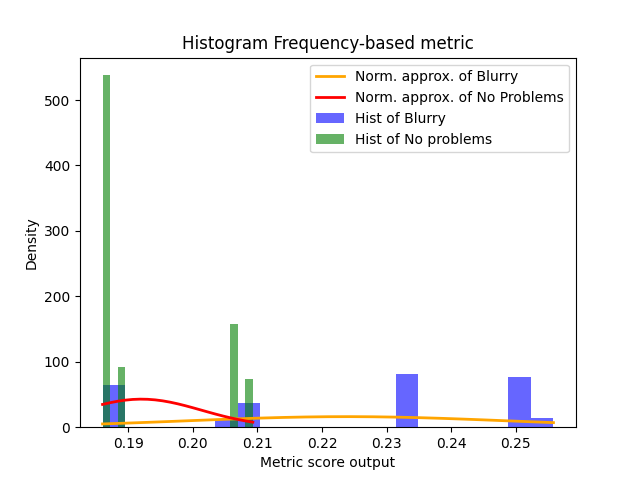 Histogram Frequency-based metric
Norm. approx. of Blurry
Norm. approx. of No Problems
Hist of Blurry
Hist of No problems
500
400
300
200
100
0
Density
0.19 0.20 0.21 0.22 0.23 0.24 0.25
Metric score output